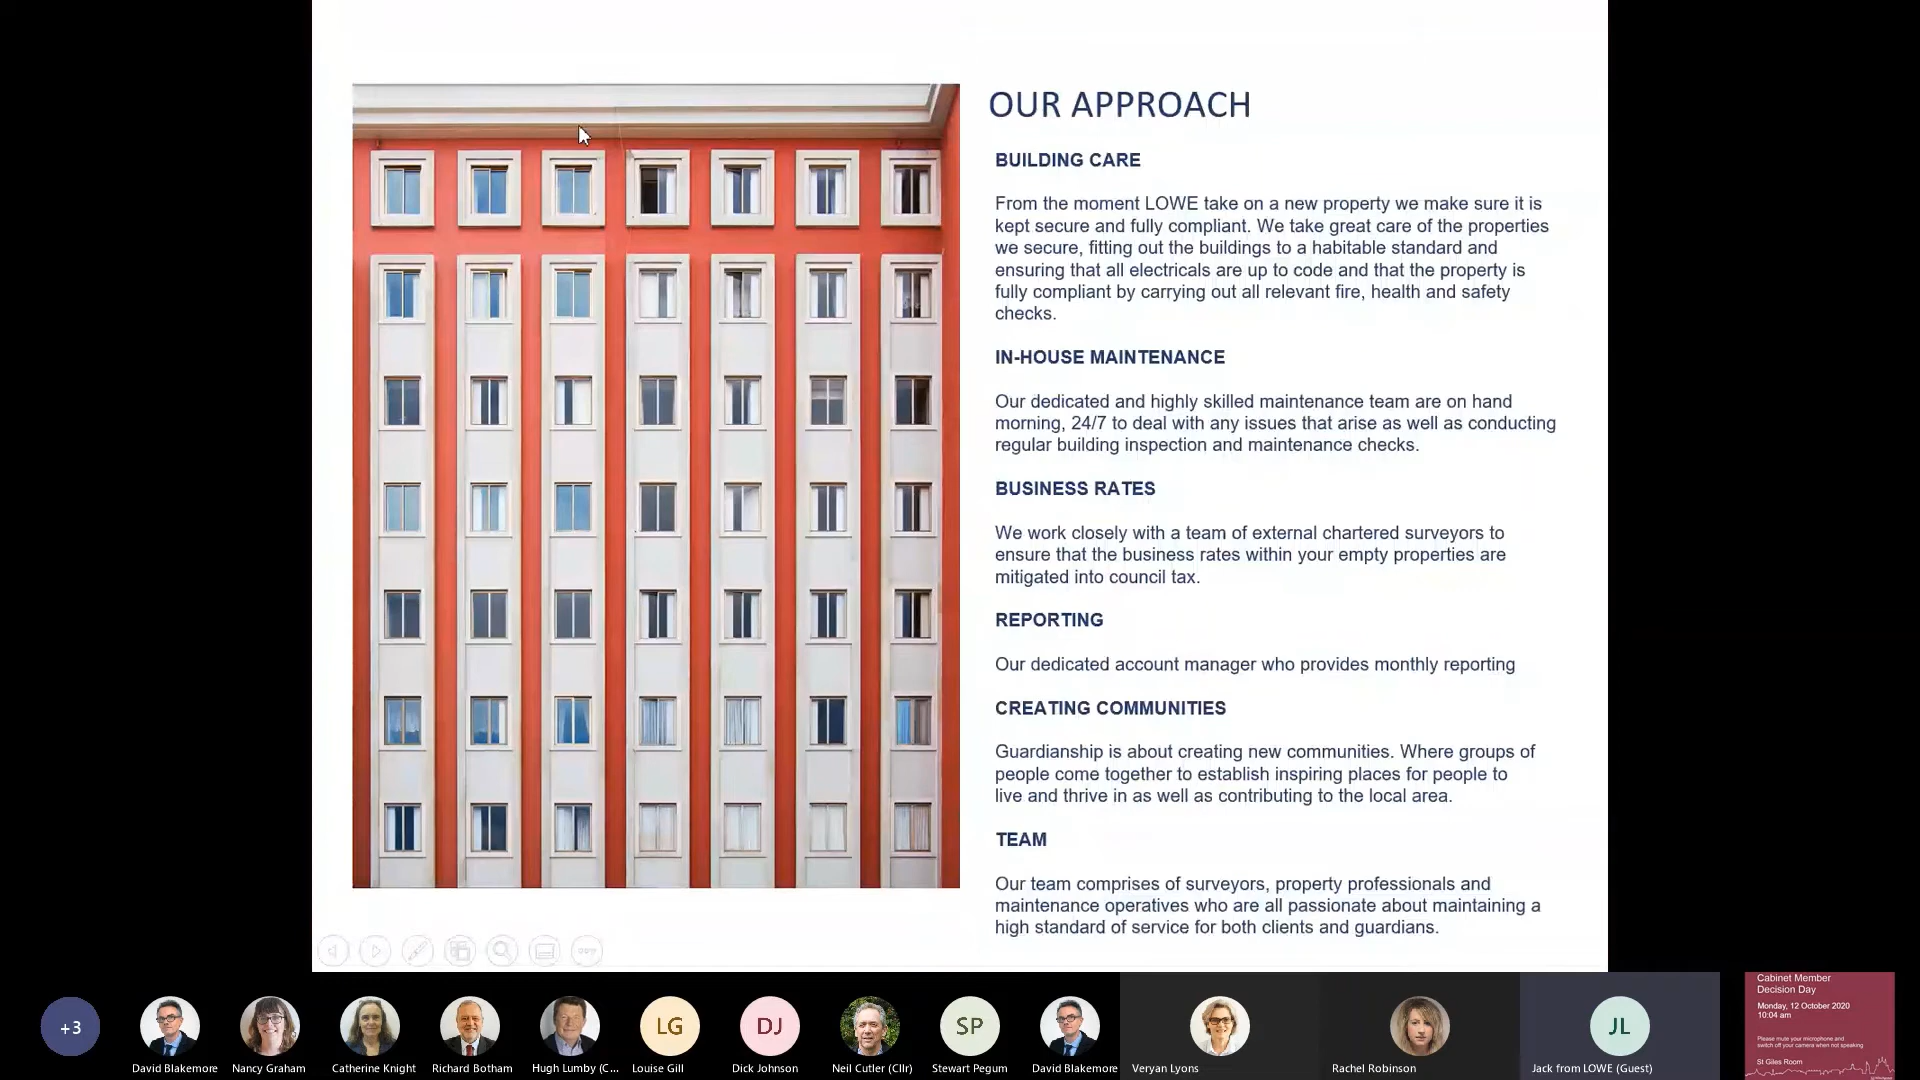 OUR APPROACH
BUILDING CARE
From the moment LOWE take on a new property we make sure it is
kept secure and fully compliant. We take great care of the properties
we secure, fitting out the buildings to a habitable standard and
ensuring that all electricals are up to code and that the property is
fully compliant by carrying out all relevant fire, health and safety
checks.
IN-HOUSE MAINTENANCE
Our dedicated and highly skilled maintenance team are on hand
morning, 24/7 to deal with any issues that arise as well as conducting
regular building inspection and maintenance checks.
BUSINESS RATES
We work closely with a team of external chartered surveyors to
ensure that the business rates within your empty properties are
mitigated into council tax.
REPORTING
Our dedicated account manager who provides monthly reporting
CREATING COMMUNITIES
Guardianship is about creating new communities. Where groups of
people come together to establish inspiring places for people to
live and thrive in as well as contributing to the local area.
TEAM
Our team comprises of surveyors, property professionals and
maintenance operatives who are all passionate about maintaining a
high standard of service for both clients and guardians.
+3
David Blakemore
Nancy Graham
Catherine Knight
Richard Botham
Hugh Lumby (C...
LG
Louise Gill
DJ
Dick Johnson
Neil Cutler (Cllr)
SP
Stewart Pegum
David Blakemore
Veryan Lyons
Rachel Robinson
JL
Jack from LOWE (Guest)
Cabinet Member
Decision Day
Monday, 12 October 2020
10:04 am
Please mute your microphone and
switch off your camera when not speaking
St Giles Room